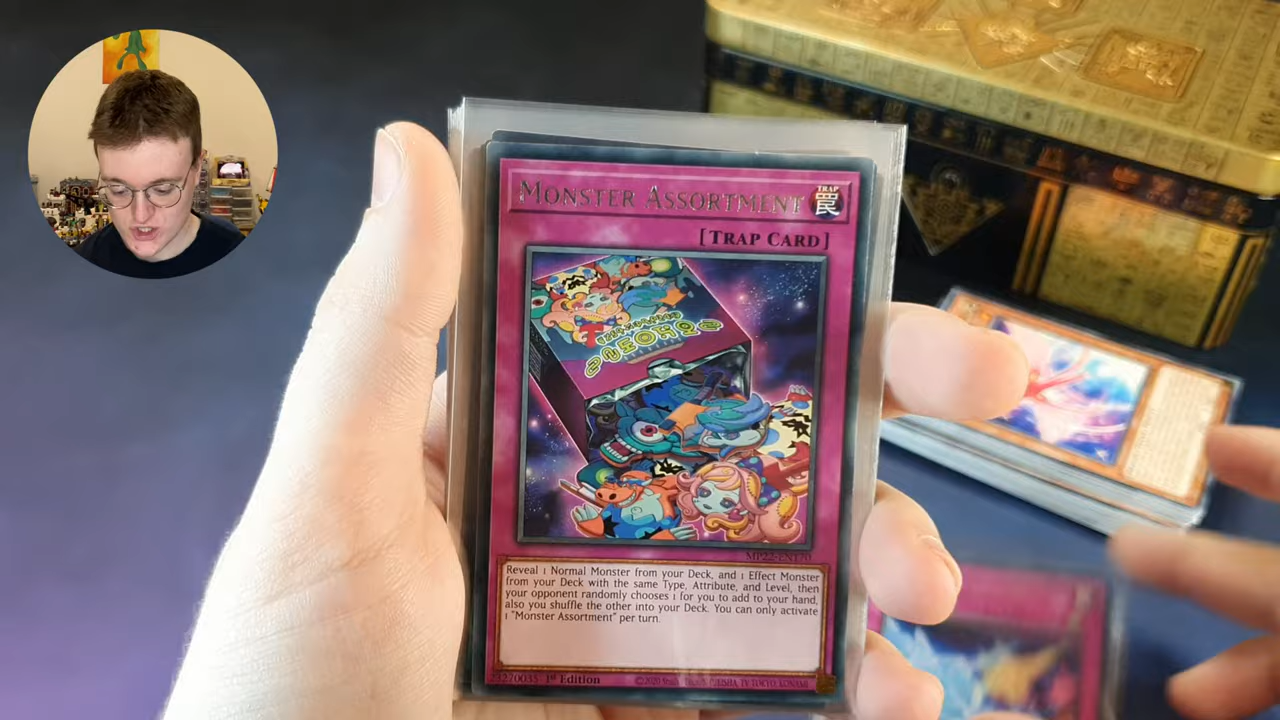 MONSTER ASSORTMENT
TRAP
罠
[TRAP CARD]
MP22-EN170
Reveal 1 Normal Monster from your Deck, and 1 Effect Monster
from your Deck with the same Type, Attribute, and Level, then
your opponent randomly chooses 1 for you to add to your hand,
also you shuffle the other into your Deck. You can only activate
1 "Monster Assortment" per turn.
1st Edition